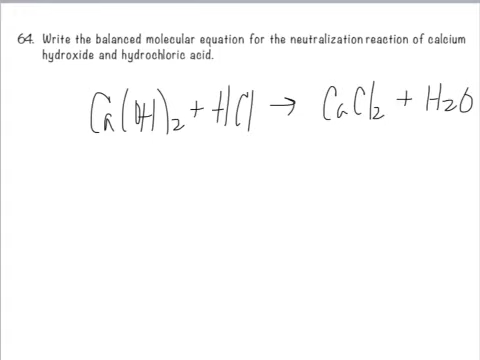 64. Write the balanced molecular equation for the neutralization reaction of calcium
hydroxide and hydrochloric acid.
Ca(OH)₂ + HCl → CaCl₂ + H₂O